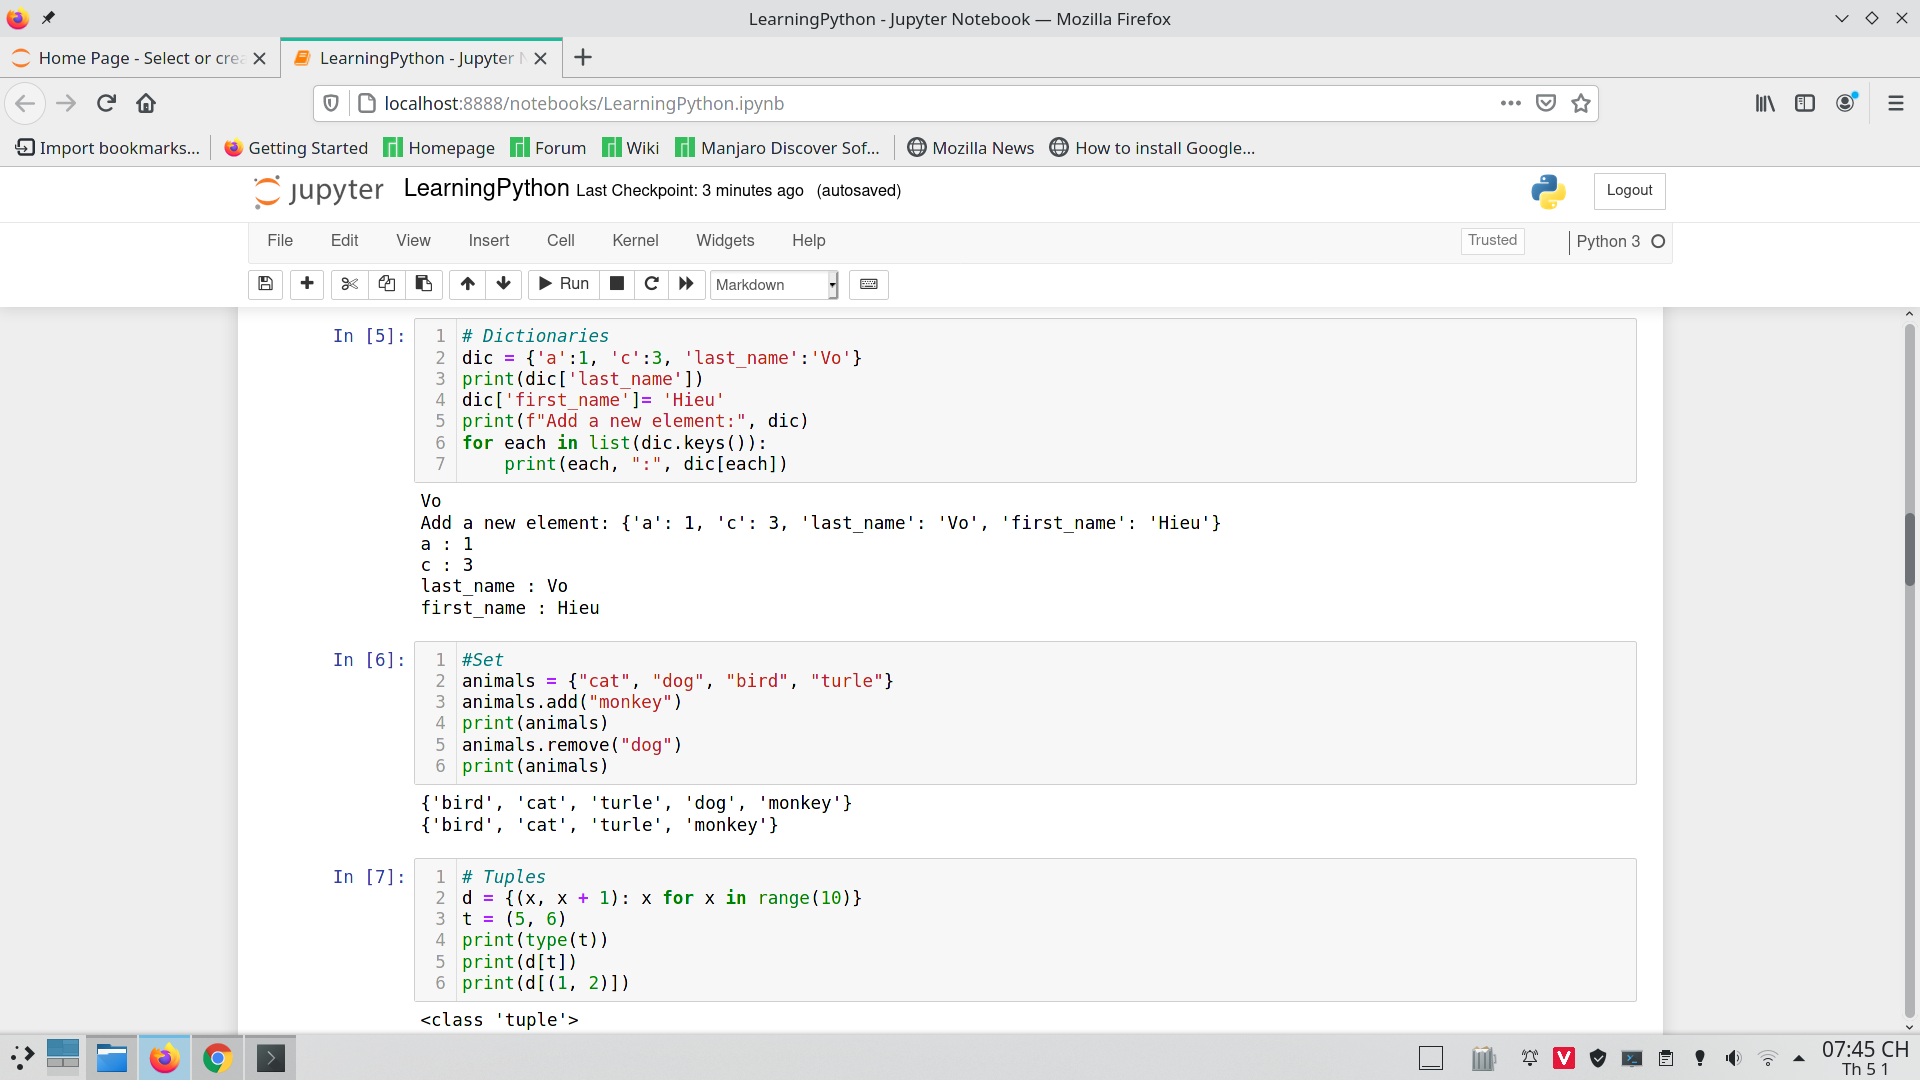 LearningPython - Jupyter Notebook — Mozilla Firefox
Home Page - Select or crea
LearningPython - Jupyter N
localhost:8888/notebooks/LearningPython.ipynb
Import bookmarks... Getting Started Homepage Forum Wiki Manjaro Discover Sof... Mozilla News How to install Google...
jupyter LearningPython Last Checkpoint: 3 minutes ago (autosaved) Logout
File Edit View Insert Cell Kernel Widgets Help Trusted Python 3
Run Markdown
In [5]:
1 # Dictionaries
2 dic = {'a':1, 'c':3, 'last_name':'Vo'}
3 print(dic['last_name'])
4 dic['first_name']= 'Hieu'
5 print(f"Add a new element:", dic)
6 for each in list(dic.keys()):
7     print(each, ":", dic[each])
Vo
Add a new element: {'a': 1, 'c': 3, 'last_name': 'Vo', 'first_name': 'Hieu'}
a : 1
c : 3
last_name : Vo
first_name : Hieu
In [6]:
1 #Set
2 animals = {"cat", "dog", "bird", "turle"}
3 animals.add("monkey")
4 print(animals)
5 animals.remove("dog")
6 print(animals)
{'bird', 'cat', 'turle', 'dog', 'monkey'}
{'bird', 'cat', 'turle', 'monkey'}
In [7]:
1 # Tuples
2 d = {(x, x + 1): x for x in range(10)}
3 t = (5, 6)
4 print(type(t))
5 print(d[t])
6 print(d[(1, 2)])
<class 'tuple'>
V
07:45 CH
Th 5 1